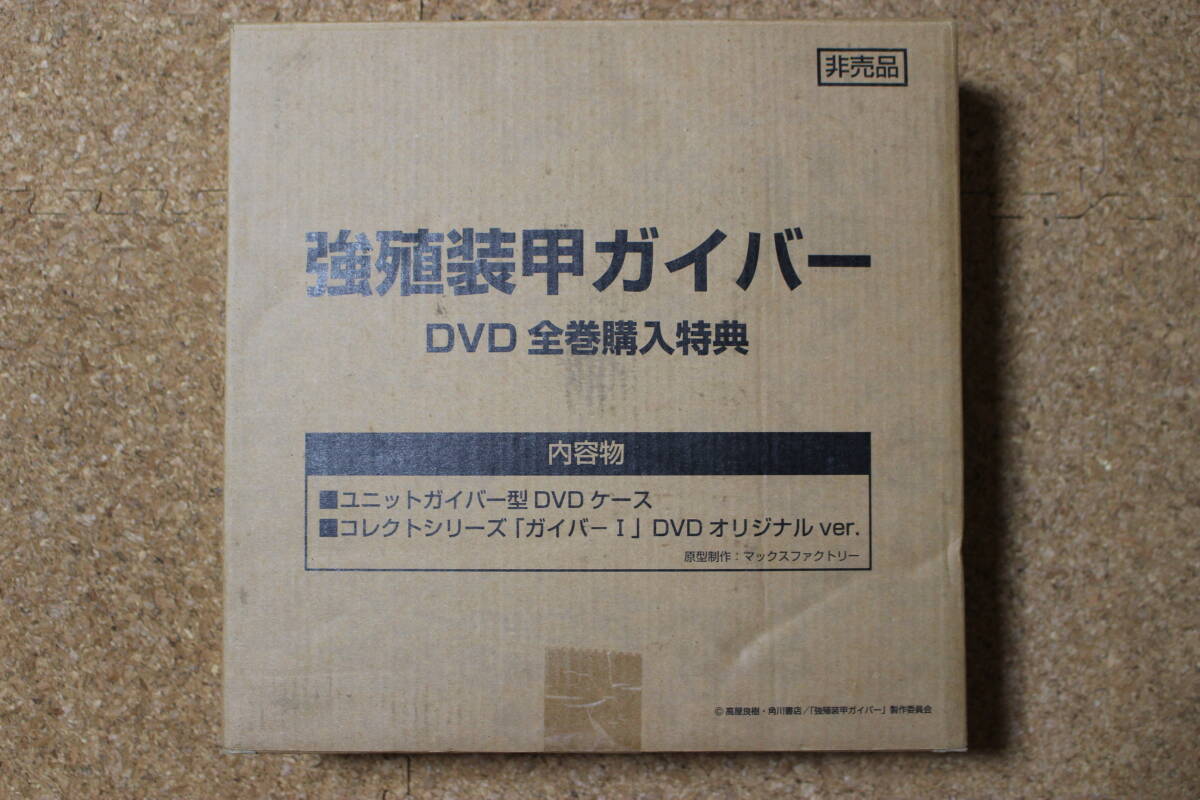 非売品
強殖装甲ガイバー
DVD 全巻購入特典
内容物
■ユニットガイバー型 DVD ケース
■コレクトシリーズ「ガイバー Ⅰ」DVD オリジナル ver.
原型制作：マックスファクトリー
© 高屋良樹・角川書店／「強殖装甲ガイバー」製作委員会